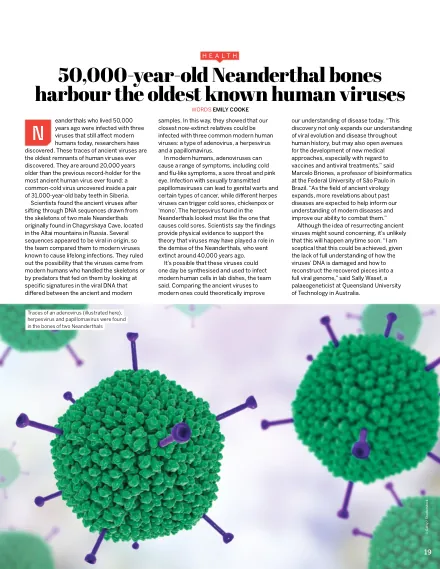 HEALTH
50,000-year-old Neanderthal bones
harbour the oldest known human viruses
WORDS EMILY COOKE
Neanderthals who lived 50,000
years ago were infected with three
viruses that still affect modern
humans today, researchers have
discovered. These traces of ancient viruses are
the oldest remnants of human viruses ever
discovered. They are around 20,000 years
older than the previous record-holder for the
most ancient human virus ever found: a
common-cold virus uncovered inside a pair
of 31,000-year-old baby teeth in Siberia.
Scientists found the ancient viruses after
sifting through DNA sequences drawn from
the skeletons of two male Neanderthals
originally found in Chagyrskaya Cave, located
in the Altai mountains in Russia. Several
sequences appeared to be viral in origin, so
the team compared them to modern viruses
known to cause lifelong infections. They ruled
out the possibility that the viruses came from
modern humans who handled the skeletons or
by predators that fed on them by looking at
specific signatures in the viral DNA that
differed between the ancient and modern
samples. In this way, they showed that our
closest now-extinct relatives could be
infected with three common modern human
viruses: a type of adenovirus, a herpesvirus
and a papillomavirus.
In modern humans, adenoviruses can
cause a range of symptoms, including cold
and flu-like symptoms, a sore throat and pink
eye. Infection with sexually transmitted
papillomaviruses can lead to genital warts and
certain types of cancer, while different herpes
viruses can trigger cold sores, chickenpox or
'mono'. The herpesvirus found in the
Neanderthals looked most like the one that
causes cold sores. Scientists say the findings
provide physical evidence to support the
theory that viruses may have played a role in
the demise of the Neanderthals, who went
extinct around 40,000 years ago.
It's possible that these viruses could
one day be synthesised and used to infect
modern human cells in lab dishes, the team
said. Comparing the ancient viruses to
modern ones could theoretically improve
our understanding of disease today. "This
discovery not only expands our understanding
of viral evolution and disease throughout
human history, but may also open avenues
for the development of new medical
approaches, especially with regard to
vaccines and antiviral treatments," said
Marcelo Briones, a professor of bioinformatics
at the Federal University of São Paulo in
Brazil. "As the field of ancient virology
expands, more revelations about past
diseases are expected to help inform our
understanding of modern diseases and
improve our ability to combat them."
Although the idea of resurrecting ancient
viruses might sound concerning, it's unlikely
that this will happen anytime soon. "I am
sceptical that this could be achieved, given
the lack of full understanding of how the
viruses' DNA is damaged and how to
reconstruct the recovered pieces into a
full viral genome," said Sally Wasef, a
palaeogeneticist at Queensland University
of Technology in Australia.
Traces of an adenovirus (illustrated here),
herpesvirus and papillomavirus were found
in the bones of two Neanderthals
19